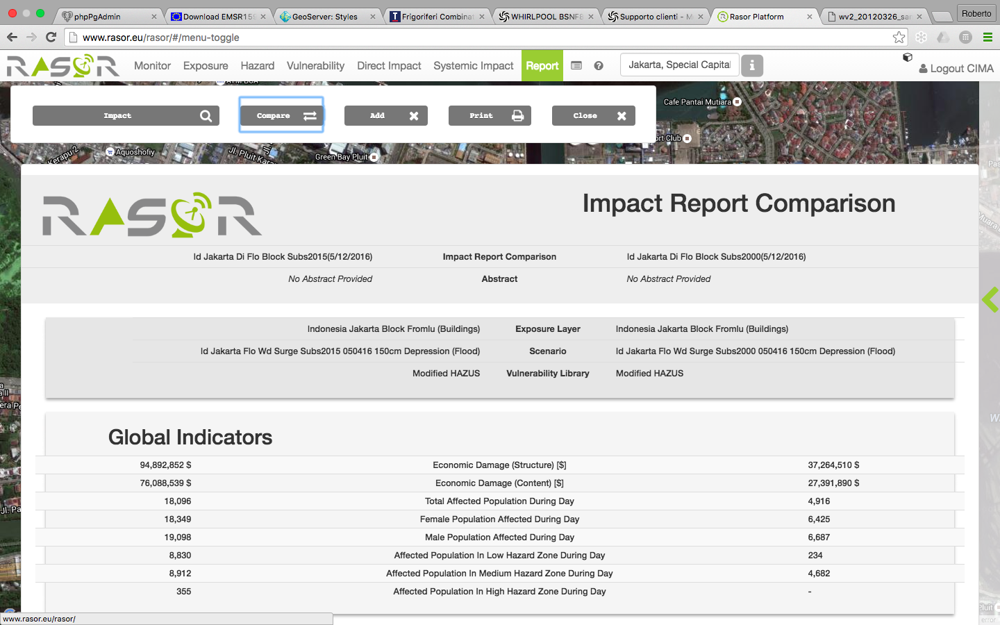 phpPgAdmin
Download EMSR159
GeoServer: Styles
Frigoriferi Combinat
WHIRLPOOL BSNF8
Supporto clienti - M
Rasor Platform
wv2_20120326_sar
Roberto
www.rasor.eu/rasor/#/menu-toggle
RASOR
Monitor
Exposure
Hazard
Vulnerability
Direct Impact
Systemic Impact
Report
Jakarta, Special Capital
Logout CIMA
Impact
Compare
Add
Print
Close
Cafe Pantai Mutiara
ort Club
Kerapu 2
Aquoshofiy
Jl. Pluit Kara
Green Bay Pluit
RASOR
Impact Report Comparison
Id Jakarta Di Flo Block Subs2015(5/12/2016) Impact Report Comparison Id Jakarta Di Flo Block Subs2000(5/12/2016)
No Abstract Provided Abstract No Abstract Provided
Indonesia Jakarta Block Fromlu (Buildings) Exposure Layer Indonesia Jakarta Block Fromlu (Buildings)
Id Jakarta Flo Wd Surge Subs2015 050416 150cm Depression (Flood) Scenario Id Jakarta Flo Wd Surge Subs2000 050416 150cm Depression (Flood)
Modified HAZUS Vulnerability Library Modified HAZUS
Global Indicators
94,892,852 $ Economic Damage (Structure) [$] 37,264,510 $
76,088,539 $ Economic Damage (Content) [$] 27,391,890 $
18,096 Total Affected Population During Day 4,916
18,349 Female Population Affected During Day 6,425
19,098 Male Population Affected During Day 6,687
8,830 Affected Population In Low Hazard Zone During Day 234
8,912 Affected Population In Medium Hazard Zone During Day 4,682
355 Affected Population In High Hazard Zone During Day -
www.rasor.eu/rasor/
Pluit
error